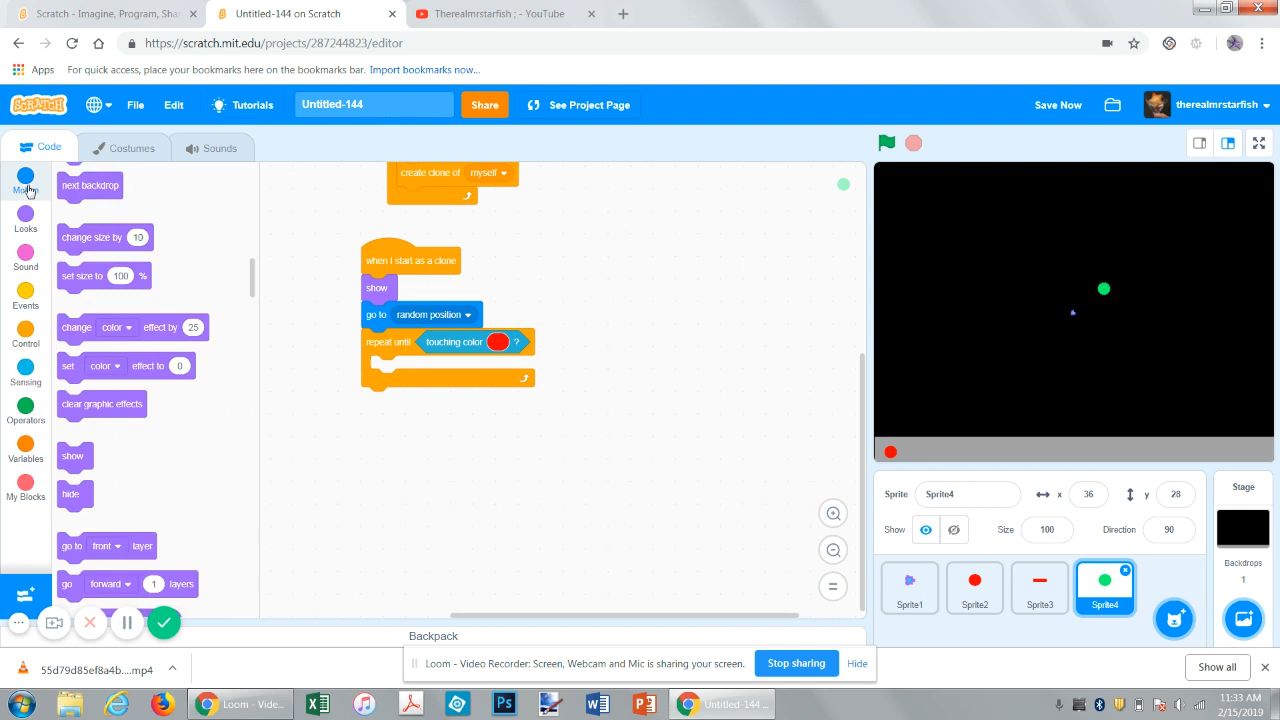 Scratch - Imagine, Program, Sha
Untitled-144 on Scratch
Therealmrstarfish ; - YouTube
https://scratch.mit.edu/projects/287244823/editor
Apps
For quick access, place your bookmarks here on the bookmarks bar. Import bookmarks now...
SCRATCH
File
Edit
Tutorials
Untitled-144
Share
See Project Page
Save Now
therealmrstarfish
Code
Costumes
Sounds
Motion
Looks
Sound
Events
Control
Sensing
Operators
Variables
My Blocks
next backdrop
change size by 10
set size to 100 %
change color effect by 25
set color effect to 0
clear graphic effects
show
hide
go to front layer
go forward 1 layers
create clone of myself
when I start as a clone
show
go to random position
repeat until touching color ?
Sprite Sprite4 x 36 y 28
Show Size 100 Direction 90
Sprite1
Sprite2
Sprite3
Sprite4
Stage
Backdrops
1
Backpack
55d79d85ef8a4b....mp4
Loom - Video Recorder: Screen, Webcam and Mic is sharing your screen.
Stop sharing
Hide
Show all
Loom - Vide...
Untitled-144 ...
11:33 AM
2/15/2019